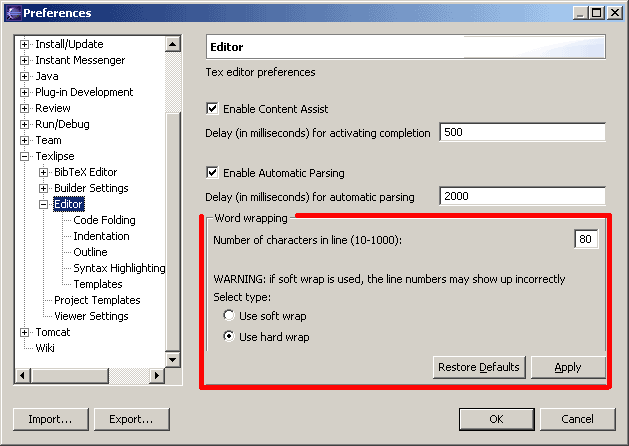 Preferences
Install/Update
Instant Messenger
Java
Plug-in Development
Review
Run/Debug
Team
Texlipse
BibTeX Editor
Builder Settings
Editor
Code Folding
Indentation
Outline
Syntax Highlighting
Templates
Project Templates
Viewer Settings
Tomcat
Wiki
Editor
Tex editor preferences
Enable Content Assist
Delay (in milliseconds) for activating completion 500
Enable Automatic Parsing
Delay (in milliseconds) for automatic parsing 2000
Word wrapping
Number of characters in line (10-1000): 80
WARNING: if soft wrap is used, the line numbers may show up incorrectly
Select type:
Use soft wrap
Use hard wrap
Restore Defaults Apply
Import... Export... OK Cancel